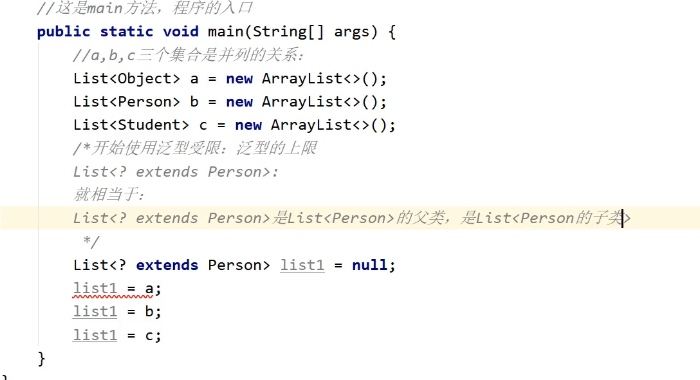 //这是main方法，程序的入口
public static void main(String[] args) {
//a,b,c三个集合是并列的关系：
List<Object> a = new ArrayList<>();
List<Person> b = new ArrayList<>();
List<Student> c = new ArrayList<>();
/*开始使用泛型受限：泛型的上限
List<? extends Person>:
就相当于：
List<? extends Person>是List<Person>的父类，是List<Person的子类>
*/
List<? extends Person> list1 = null;
list1 = a;
list1 = b;
list1 = c;
}
}